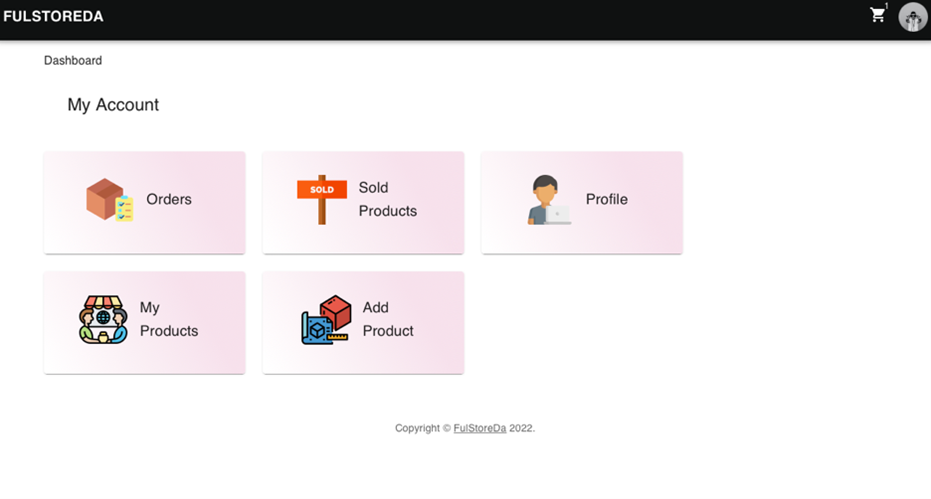 FULSTOREDA
1
Dashboard
My Account
Orders
SOLD
Sold
Products
Profile
My
Products
Add
Product
Copyright © FulStoreDa 2022.